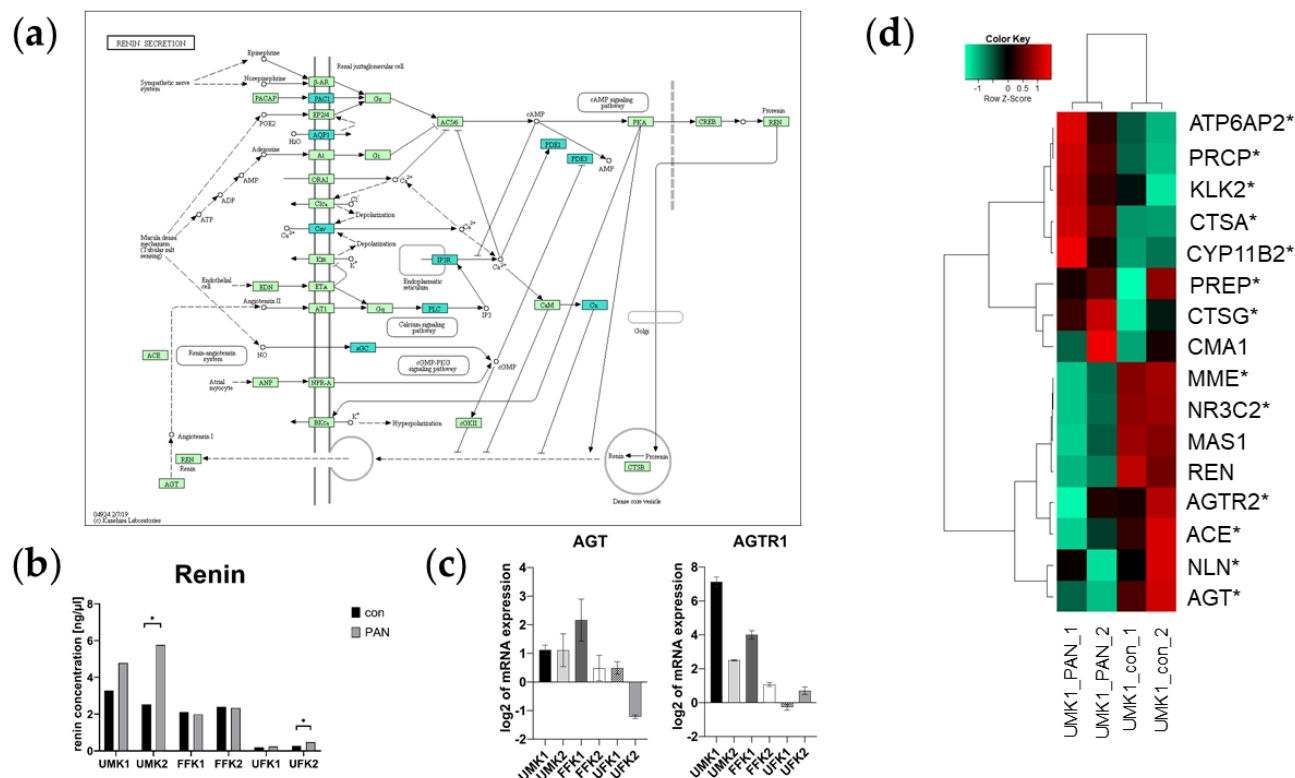 (a)
RENIN SECRETION
Epinephrine
Sympathetic nerve
system
Norepinephrine
Renal juxtaglomerular cell
β-AR
PACAP
PAC1
Gs
PGE2
EP2/4
H2O
AQP1
AC5/6
cAMP
cAMP signaling
pathway
PKA
CREB
Prorenin
REN
PDE1
PDE3
AMP
Adenosine
A1
Gi
AMP
ADP
ATP
ORAI
Ca2+
Clca
Cl-
Depolarization
Cav
Ca2+
Ca2+
Depolarization
Kir
K+
Macula densa
mechanism
(Tubular salt
sensing)
IP3R
Ca2+
Endoplasmatic
reticulum
Endothelial
cell
EDN
ETA
Angiotensin II
AT1
Gq
PLC
IP3
CaM
Cn
Calcium signaling
pathway
Golgi
NO
sGC
cGMP
cGMP-PKG
signaling pathway
ACE
Renin-angiotensin
system
Atrial
myocyte
ANP
NPR-A
BKca
K+
Hyperpolarization
cGKII
Angiotensin I
REN
Renin
AGT
Renin
Prorenin
CTSB
Dense core vesicle
04924 2/7/19
(c) Kanehisa Laboratories
(b)
Renin
renin concentration [ng/µl]
8
6
4
2
0
*
*
con
PAN
UMK1
UMK2
FFK1
FFK2
UFK1
UFK2
(c)
AGT
log2 of mRNA expression
4
3
2
1
0
-1
-2
UMK1
UMK2
FFK1
FFK2
UFK1
UFK2
AGTR1
log2 of mRNA expression
8
6
4
2
0
-2
UMK1
UMK2
FFK1
FFK2
UFK1
UFK2
(d)
Color Key
-1 0 0.5 1
Row Z-Score
ATP6AP2*
PRCP*
KLK2*
CTSA*
CYP11B2*
PREP*
CTSG*
CMA1
MME*
NR3C2*
MAS1
REN
AGTR2*
ACE*
NLN*
AGT*
UMK1_PAN_1
UMK1_PAN_2
UMK1_con_1
UMK1_con_2